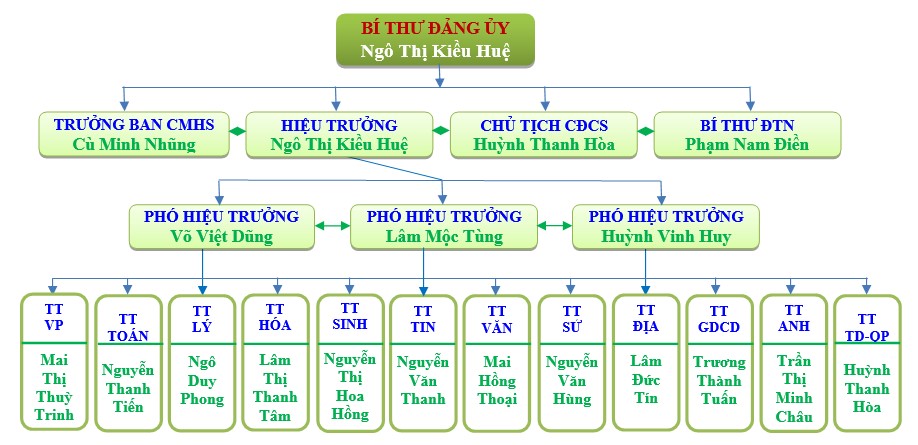 BÍ THƯ ĐẢNG ỦY
Ngô Thị Kiều Huệ
TRƯỞNG BAN CMHS
Cù Minh Nhũng
HIỆU TRƯỞNG
Ngô Thị Kiều Huệ
CHỦ TỊCH CĐCS
Huỳnh Thanh Hòa
BÍ THƯ ĐTN
Phạm Nam Điền
PHÓ HIỆU TRƯỞNG
Võ Việt Dũng
PHÓ HIỆU TRƯỞNG
Lâm Mộc Tùng
PHÓ HIỆU TRƯỞNG
Huỳnh Vinh Huy
TT
VP
Mai
Thị
Thuỳ
Trinh
TT
TOÁN
Nguyễn
Thanh
Tiến
TT
LÝ
Ngô
Duy
Phong
TT
HÓA
Lâm
Thị
Thanh
Tâm
TT
SINH
Nguyễn
Thị
Hoa
Hồng
TT
TIN
Nguyễn
Văn
Thanh
TT
VĂN
Mai
Hồng
Thoại
TT
SỬ
Nguyễn
Văn
Hùng
TT
ĐỊA
Lâm
Đức
Tín
TT
GDCD
Trương
Thành
Tuấn
TT
ANH
Trần
Thị
Minh
Châu
TT
TD-QP
Huỳnh
Thanh
Hòa